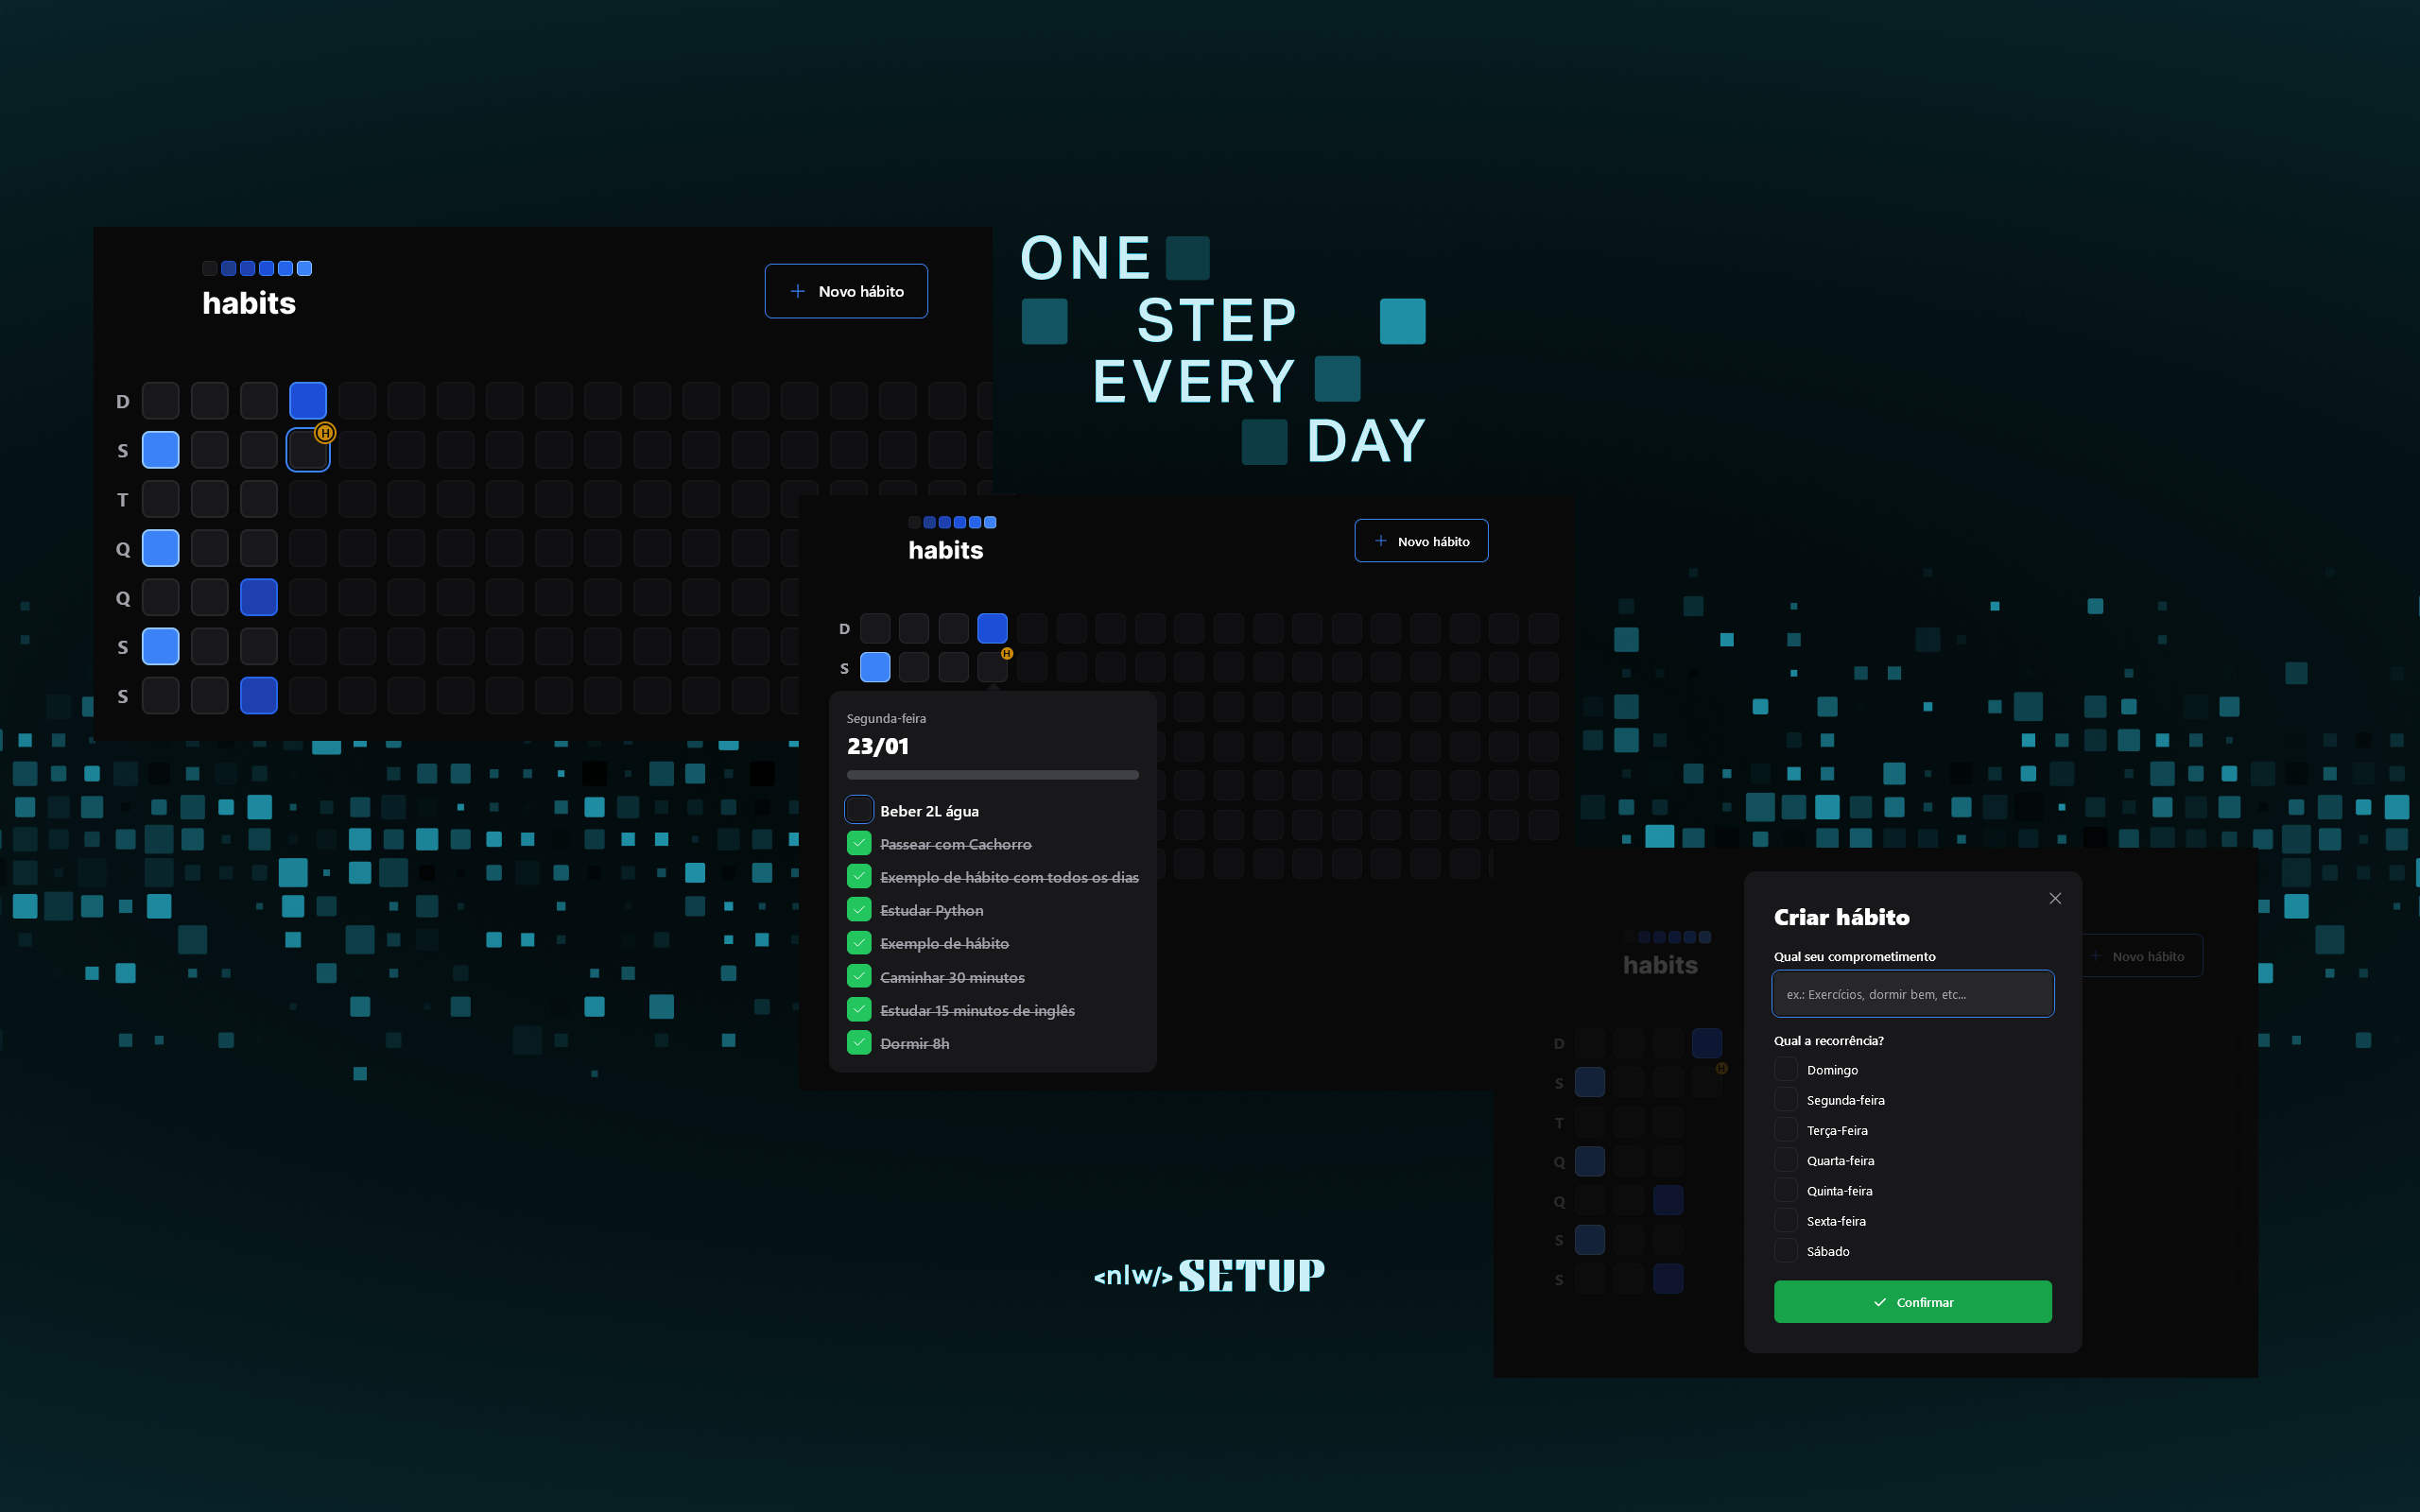 habits
+ Novo hábito
D
S
H
T
Q
Q
S
S
ONE
STEP
EVERY
DAY
habits
+ Novo hábito
D
S
H
Segunda-feira
23/01
Beber 2L água
Passear com Cachorro
Exemplo de hábito com todos os dias
Estudar Python
Exemplo de hábito
Caminhar 30 minutos
Estudar 15 minutos de inglês
Dormir 8h
habits
+ Novo hábito
D
H
S
T
Q
Q
S
S
Criar hábito
Qual seu comprometimento
ex.: Exercícios, dormir bem, etc...
Qual a recorrência?
Domingo
Segunda-feira
Terça-Feira
Quarta-feira
Quinta-feira
Sexta-feira
Sábado
Confirmar
<nlw/> SETUP